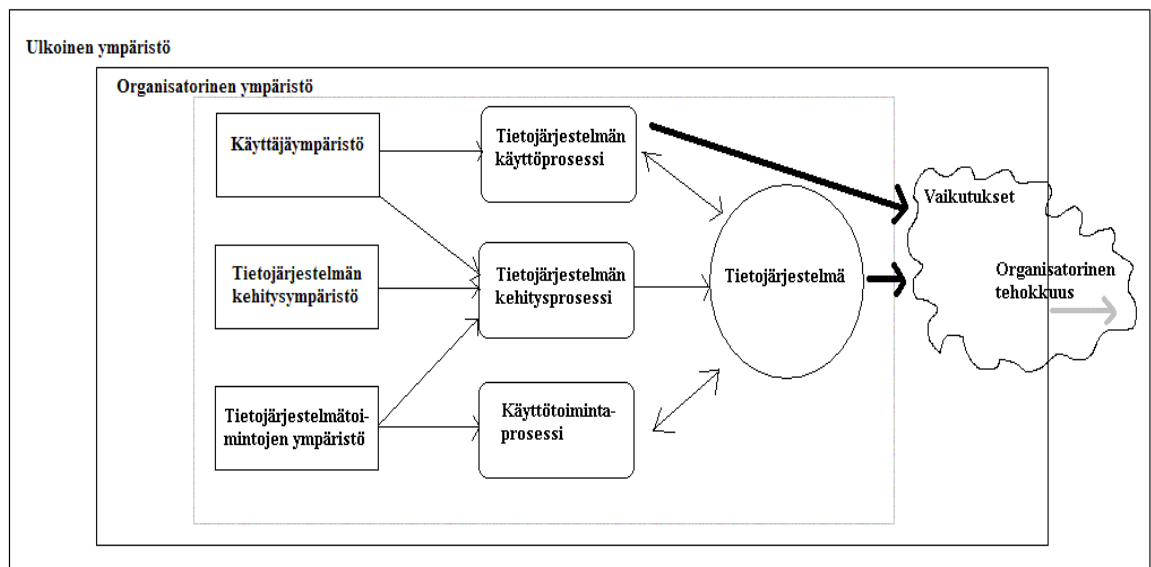 Ulkoinen ympäristö
Organisatorinen ympäristö
Käyttäjäympäristö
Tietojärjestelmän
käyttöprosessi
Vaikutukset
Tietojärjestelmän
kehitysympäristö
Tietojärjestelmän
kehitysprosessi
Tietojärjestelmä
Organisatorinen
tehokkuus
Tietojärjestelmätoi-
mintojen ympäristö
Käyttötoiminta-
prosessi